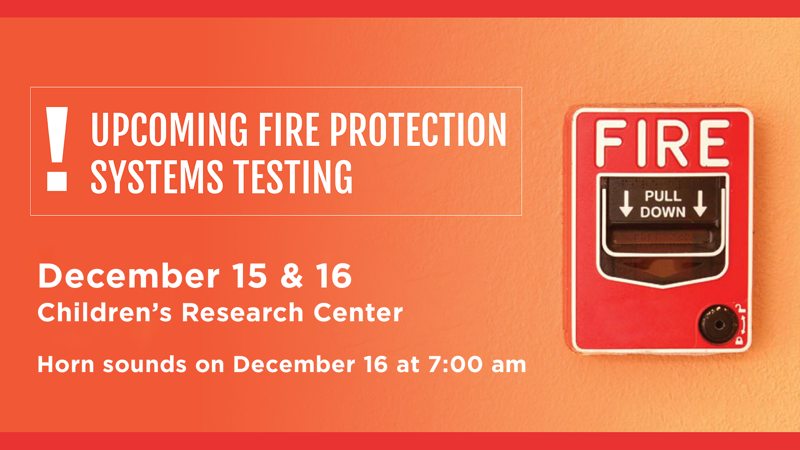 !
UPCOMING FIRE PROTECTION
SYSTEMS TESTING
December 15 & 16
Children's Research Center
Horn sounds on December 16 at 7:00 am
FIRE
PULL
DOWN